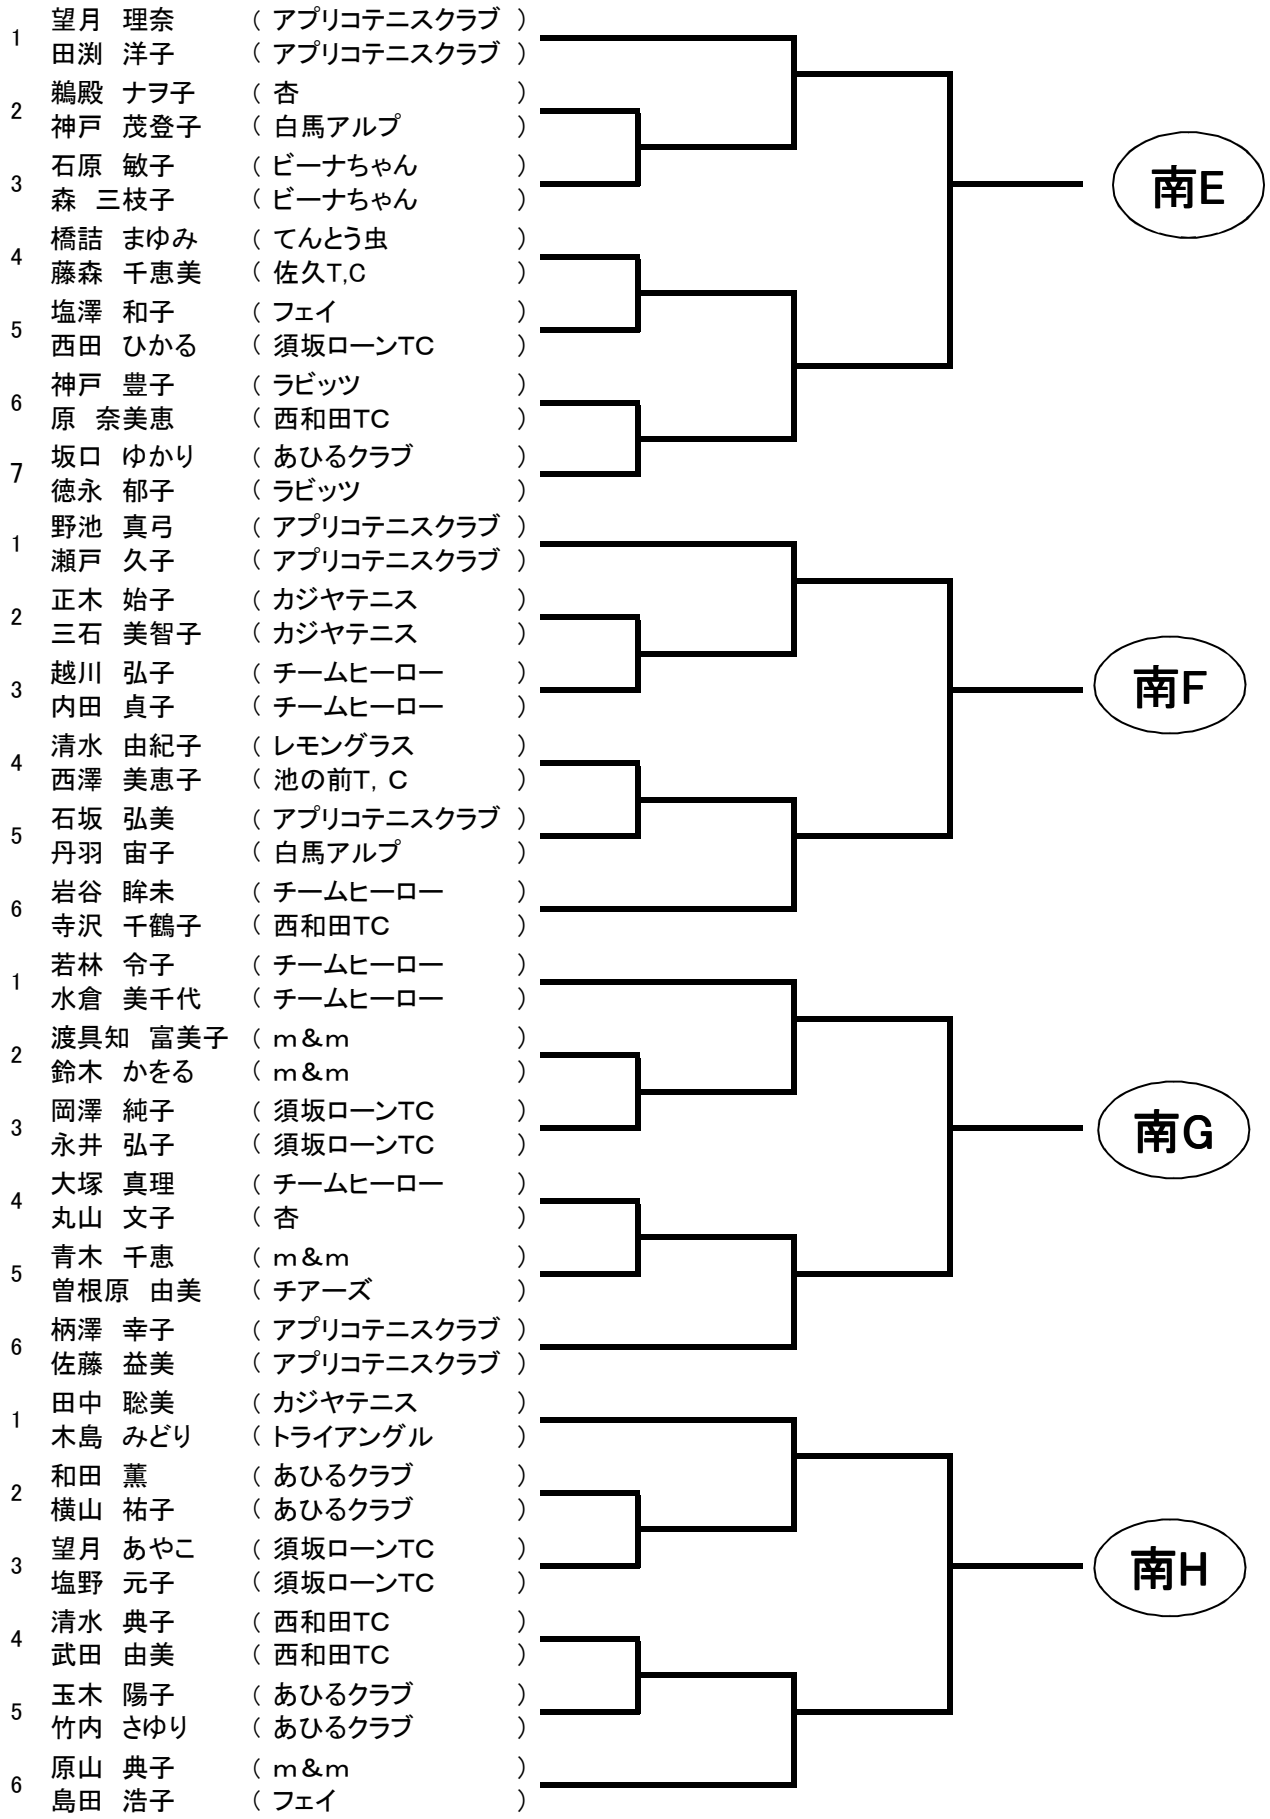 1
望月 理奈 ( アプリコテニスクラブ )
田渕 洋子 ( アプリコテニスクラブ )
2
鵜殿 ナヲ子 ( 杏 )
神戸 茂登子 ( 白馬アルプ )
3
石原 敏子 ( ビーナちゃん )
森 三枝子 ( ビーナちゃん )
南E
4
橋詰 まゆみ ( てんとう虫 )
藤森 千恵美 ( 佐久T,C )
5
塩澤 和子 ( フェイ )
西田 ひかる ( 須坂ローンTC )
6
神戸 豊子 ( ラビッツ )
原 奈美恵 ( 西和田TC )
7
坂口 ゆかり ( あひるクラブ )
徳永 郁子 ( ラビッツ )
1
野池 真弓 ( アプリコテニスクラブ )
瀬戸 久子 ( アプリコテニスクラブ )
2
正木 始子 ( カジヤテニス )
三石 美智子 ( カジヤテニス )
3
越川 弘子 ( チームヒーロー )
内田 貞子 ( チームヒーロー )
南F
4
清水 由紀子 ( レモングラス )
西澤 美恵子 ( 池の前T,C )
5
石坂 弘美 ( アプリコテニスクラブ )
丹羽 宙子 ( 白馬アルプ )
6
岩谷 眸未 ( チームヒーロー )
寺沢 千鶴子 ( 西和田TC )
1
若林 令子 ( チームヒーロー )
水倉 美千代 ( チームヒーロー )
2
渡具知 富美子 ( m&m )
鈴木 かをる ( m&m )
3
岡澤 純子 ( 須坂ローンTC )
永井 弘子 ( 須坂ローンTC )
南G
4
大塚 真理 ( チームヒーロー )
丸山 文子 ( 杏 )
5
青木 千恵 ( m&m )
曽根原 由美 ( チアーズ )
6
柄澤 幸子 ( アプリコテニスクラブ )
佐藤 益美 ( アプリコテニスクラブ )
1
田中 聡美 ( カジヤテニス )
木島 みどり ( トライアングル )
2
和田 薫 ( あひるクラブ )
横山 祐子 ( あひるクラブ )
3
望月 あやこ ( 須坂ローンTC )
塩野 元子 ( 須坂ローンTC )
南H
4
清水 典子 ( 西和田TC )
武田 由美 ( 西和田TC )
5
玉木 陽子 ( あひるクラブ )
竹内 さゆり ( あひるクラブ )
6
原山 典子 ( m&m )
島田 浩子 ( フェイ )